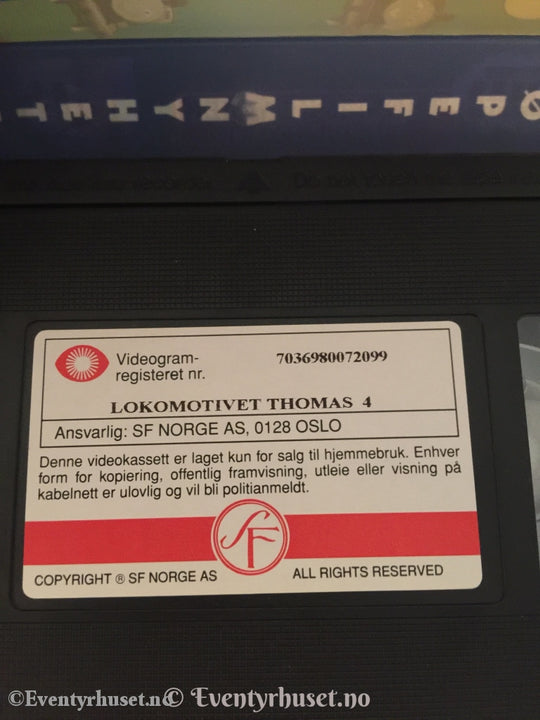 ØPEFILMNYHET
Videogram-
registeret nr.
7036980072099
LOKOMOTIVET THOMAS 4
Ansvarlig: SF NORGE AS, 0128 OSLO
Denne videokassett er laget kun for salg til hjemmebruk. Enhver
form for kopiering, offentlig framvisning, utleie eller visning på
kabelnett er ulovlig og vil bli politianmeldt.
SF
COPYRIGHT ® SF NORGE AS ALL RIGHTS RESERVED
©Eventyrhuset.no
© Eventyrhuset.no